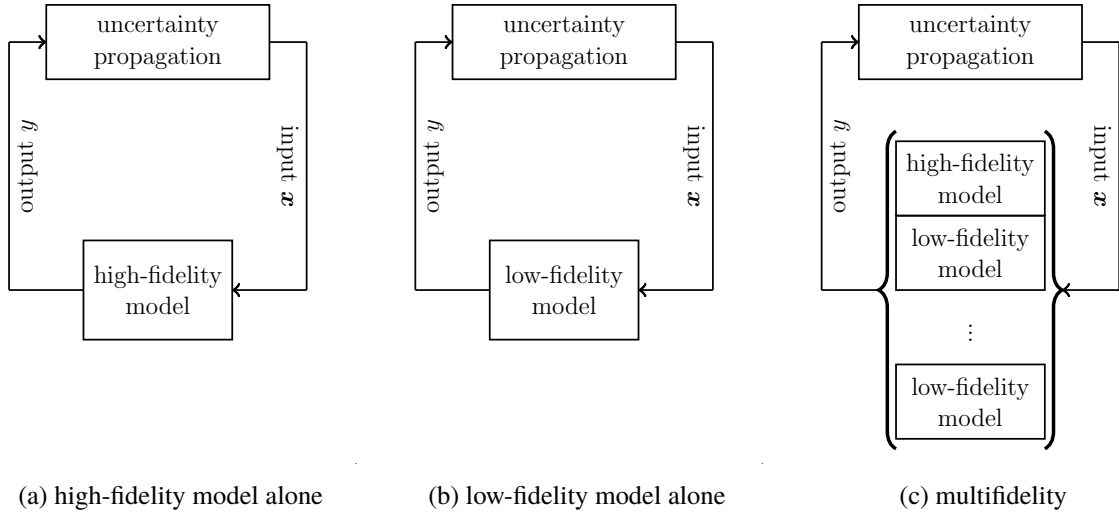 uncertainty
propagation
output y
input x
high-fidelity
model
(a) high-fidelity model alone
uncertainty
propagation
output y
input x
low-fidelity
model
(b) low-fidelity model alone
uncertainty
propagation
output y
input x
high-fidelity
model
low-fidelity
model
⋮
low-fidelity
model
(c) multifidelity